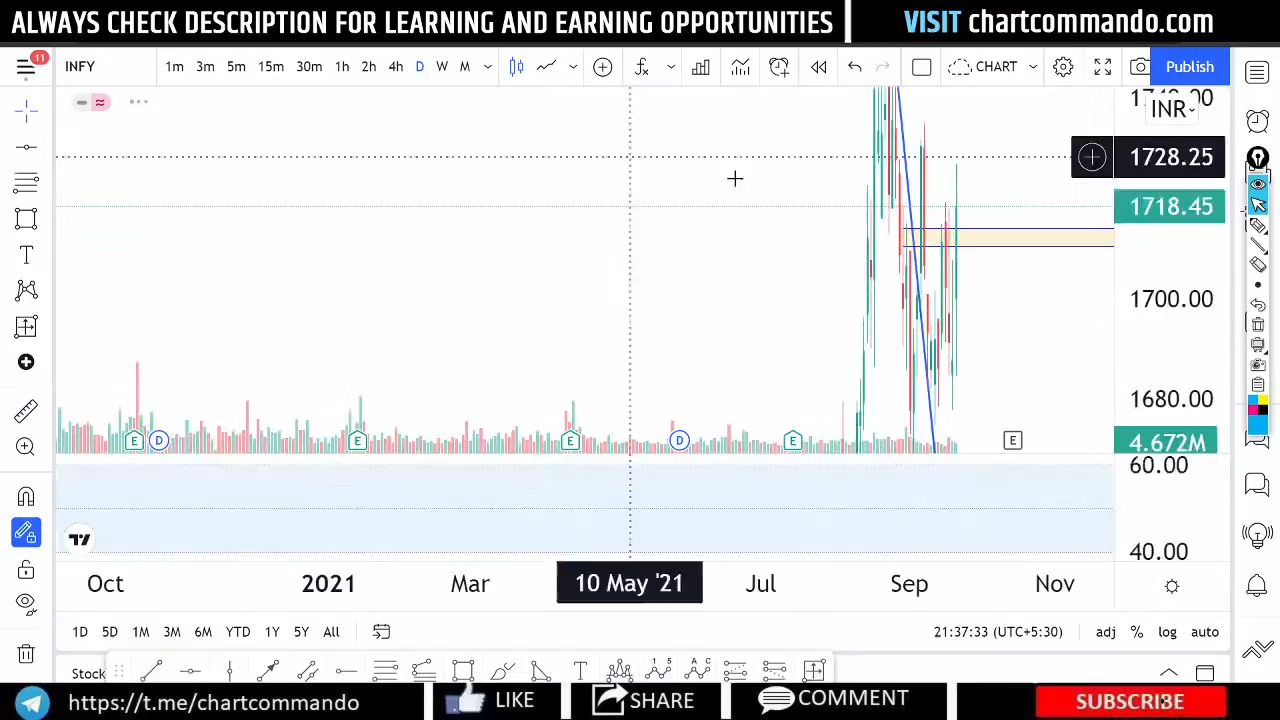 ALWAYS CHECK DESCRIPTION FOR LEARNING AND EARNING OPPORTUNITIES
VISIT chartcommando.com
11
INFY 1m 3m 5m 15m 30m 1h 2h 4h D W M CHART Publish
1740.00
INR
1728.25
1718.45
1700.00
1680.00
4.672M
E D E E D E E
60.00
40.00
Oct 2021 Mar 10 May '21 Jul Sep Nov
1D 5D 1M 3M 6M YTD 1Y 5Y All 21:37:33 (UTC+5:30) adj % log auto
Stock
https://t.me/chartcommando LIKE SHARE COMMENT SUBSCRIBE